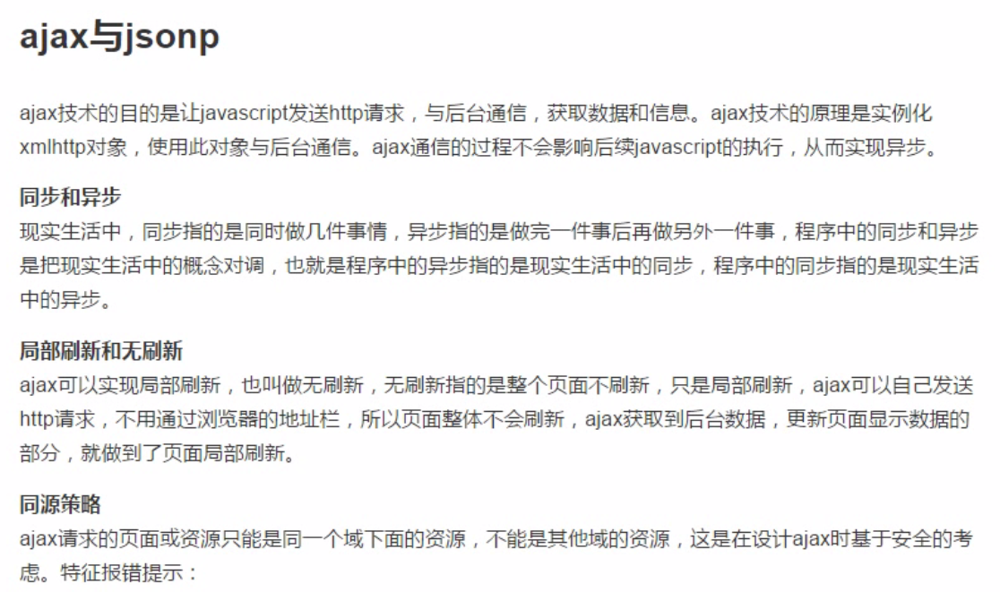 ajax与jsonp
ajax技术的目的是让javascript发送http请求，与后台通信，获取数据和信息。ajax技术的原理是实例化
xmlhttp对象，使用此对象与后台通信。ajax通信的过程不会影响后续javascript的执行，从而实现异步。
同步和异步
现实生活中，同步指的是同时做几件事情，异步指的是做完一件事后再做另外一件事，程序中的同步和异步
是把现实生活中的概念对调，也就是程序中的异步指的是现实生活中的同步，程序中的同步指的是现实生活
中的异步。
局部刷新和无刷新
ajax可以实现局部刷新，也叫做无刷新，无刷新指的是整个页面不刷新，只是局部刷新，ajax可以自己发送
http请求，不用通过浏览器的地址栏，所以页面整体不会刷新，ajax获取到后台数据，更新页面显示数据的
部分，就做到了页面局部刷新。
同源策略
ajax请求的页面或资源只能是同一个域下面的资源，不能是其他域的资源，这是在设计ajax时基于安全的考
虑。特征报错提示：